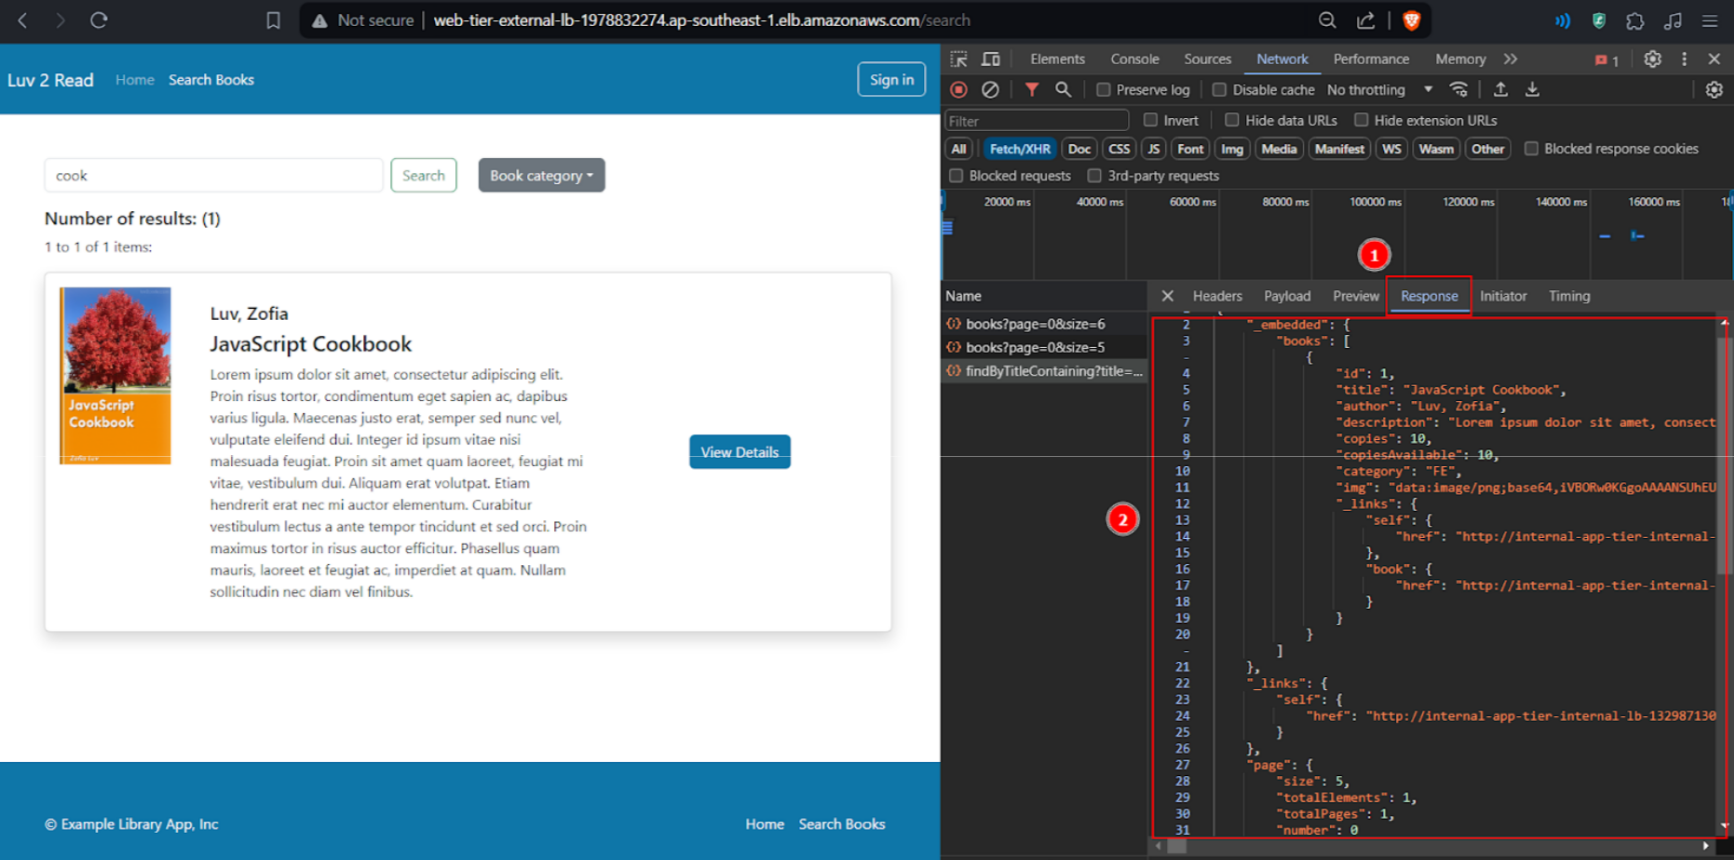 Not secure | web-tier-external-lb-1978832274.ap-southeast-1.elb.amazonaws.com/search
Luv 2 Read Home Search Books Sign in
cook Search Book category
Number of results: (1)
1 to 1 of 1 items:
JavaScript
Cookbook
Zofia Luv
Luv, Zofia
JavaScript Cookbook
Lorem ipsum dolor sit amet, consectetur adipiscing elit.
Proin risus tortor, condimentum eget sapien ac, dapibus
varius ligula. Maecenas justo erat, semper sed nunc vel,
vulputate eleifend dui. Integer id ipsum vitae nisi
malesuada feugiat. Proin sit amet quam laoreet, feugiat mi
vitae, vestibulum dui. Aliquam erat volutpat. Etiam
hendrerit erat nec mi auctor elementum. Curabitur
vestibulum lectus a ante tempor tincidunt et sed orci. Proin
maximus tortor in risus auctor efficitur. Phasellus quam
mauris, laoreet et feugiat ac, imperdiet at quam. Nullam
sollicitudin nec diam vel finibus.
View Details
© Example Library App, Inc Home Search Books
Elements Console Sources Network Performance Memory 1
Preserve log Disable cache No throttling
Filter Invert Hide data URLs Hide extension URLs
All Fetch/XHR Doc CSS JS Font Img Media Manifest WS Wasm Other Blocked response cookies
Blocked requests 3rd-party requests
20000 ms 40000 ms 60000 ms 80000 ms 100000 ms 120000 ms 140000 ms 160000 ms
1
Name
books?page=0&size=6
books?page=0&size=5
findByTitleContaining?title=...
Headers Payload Preview Response Initiator Timing
2
2 "_embedded": {
3 "books": [
- {
4 "id": 1,
5 "title": "JavaScript Cookbook",
6 "author": "Luv, Zofia",
7 "description": "Lorem ipsum dolor sit amet, consect
8 "copies": 10,
9 "copiesAvailable": 10,
10 "category": "FE",
11 "img": "data:image/png;base64,iVBORw0KGgoAAAANSUhEU
12 "_links": {
13 "self": {
14 "href": "http://internal-app-tier-internal-
15 },
16 "book": {
17 "href": "http://internal-app-tier-internal-
18 }
19 }
20 }
- ]
21 },
22 "_links": {
23 "self": {
24 "href": "http://internal-app-tier-internal-lb-132987130
25 }
26 },
27 "page": {
28 "size": 5,
29 "totalElements": 1,
30 "totalPages": 1,
31 "number": 0